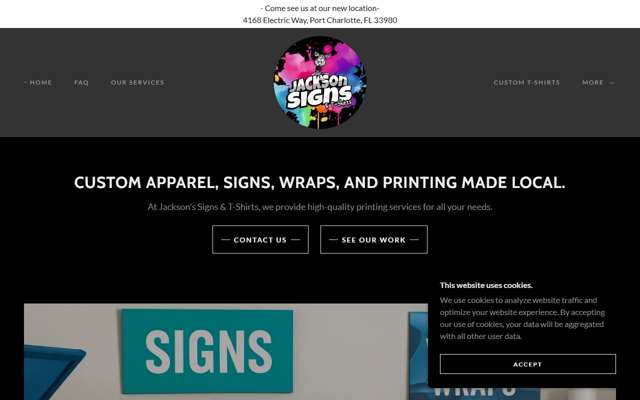 - Come see us at our new location-
4168 Electric Way, Port Charlotte, FL 33980
HOME
FAQ
OUR SERVICES
JACKSON
SIGNS
CUSTOM T-SHIRTS
MORE
CUSTOM APPAREL, SIGNS, WRAPS, AND PRINTING MADE LOCAL.
At Jackson's Signs & T-Shirts, we provide high-quality printing services for all your needs.
CONTACT US
SEE OUR WORK
This website uses cookies.
We use cookies to analyze website traffic and
optimize your website experience. By accepting
our use of cookies, your data will be aggregated
with all other user data.
ACCEPT
SIGNS
WRAPS